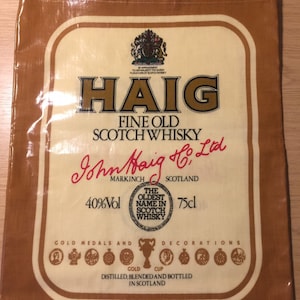 HAIG
FINE OLD
SCOTCH WHISKY
John Haig & Co, Ltd
MARKINCH SCOTLAND
40%Vol
THE
OLDEST
NAME IN
SCOTCH
WHISKY
75cl
GOLD MEDALS AND DECORATIONS
GOLD CUP
DISTILLED, BLENDED AND BOTTLED
IN SCOTLAND